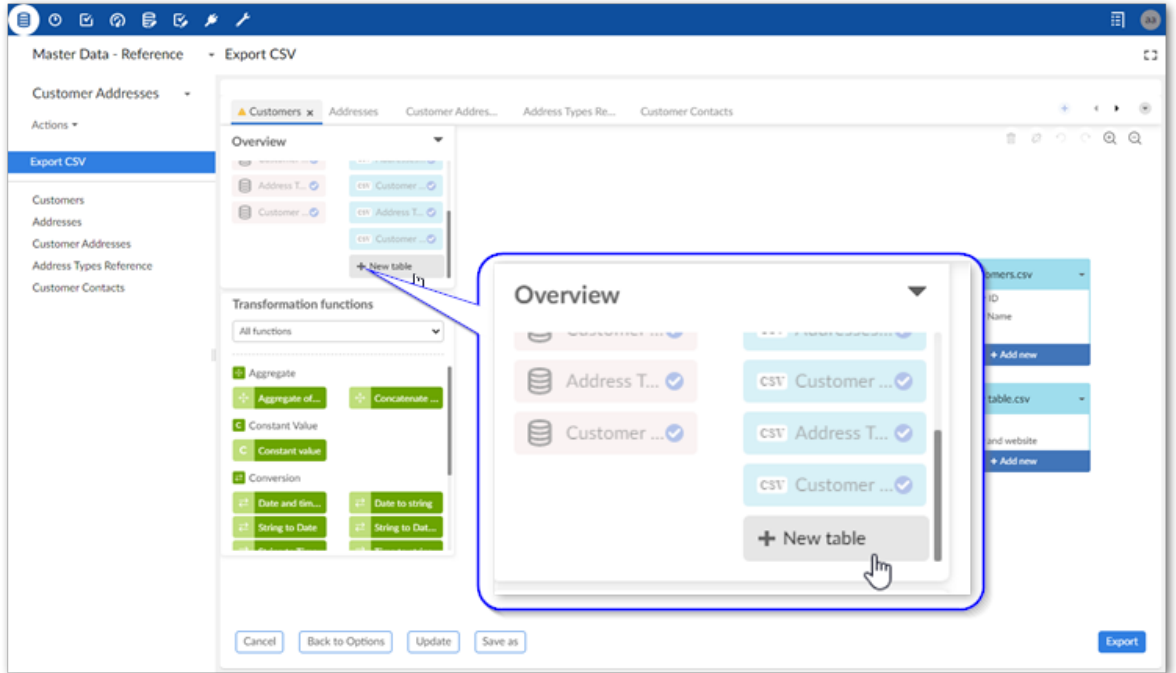 aa
Master Data - Reference
Export CSV
Customer Addresses
Actions
Export CSV
Customers
Addresses
Customer Addresses
Address Types Reference
Customer Contacts
Customers x
Addresses
Customer Addres...
Address Types Re...
Customer Contacts
Overview
Address T...
CSV Customer ...
Customer ...
CSV Address T...
CSV Customer ...
+ New table
Transformation functions
All functions
Aggregate
Aggregate of...
Concatenate ...
C Constant Value
C Constant value
Conversion
Date and tim...
Date to string
String to Date
String to Dat...
Overview
Customer ...
Addresses...
Address T...
CSV Customer ...
Customer ...
CSV Address T...
CSV Customer ...
+ New table
omers.csv
ID
Name
+ Add new
table.csv
and website
+ Add new
Cancel
Back to Options
Update
Save as
Export